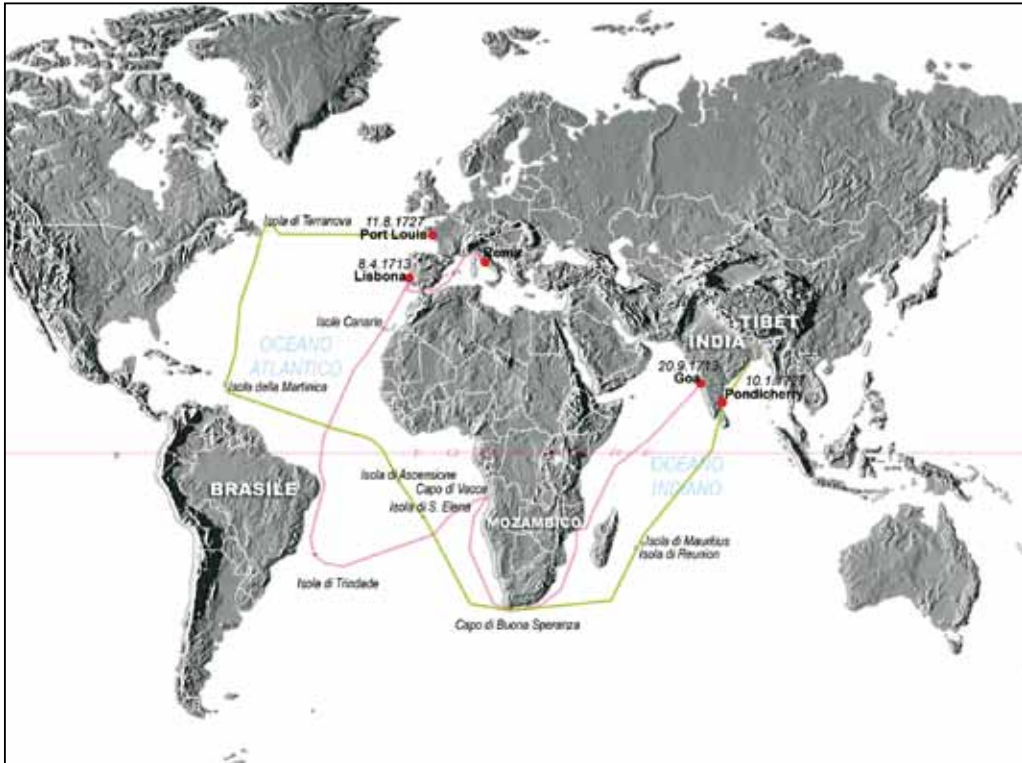 Isola di Terranova
11.8.1727
Port Louis
Roma
8.4.1713
Lisbona
Isole Canarie
OCEANO
ATLANTICO
TIBET
INDIA
20.9.1713
Goa
Pondicherry
Isola della Martinica
Isola di Ascensione
Capo di Vacce
Isola di S. Elena
OCEANO
INDIANO
BRASILE
MOZAMBICO
Isola di Mauritius
Isola di Reunion
Isola di Trindade
Capo di Buona Speranza